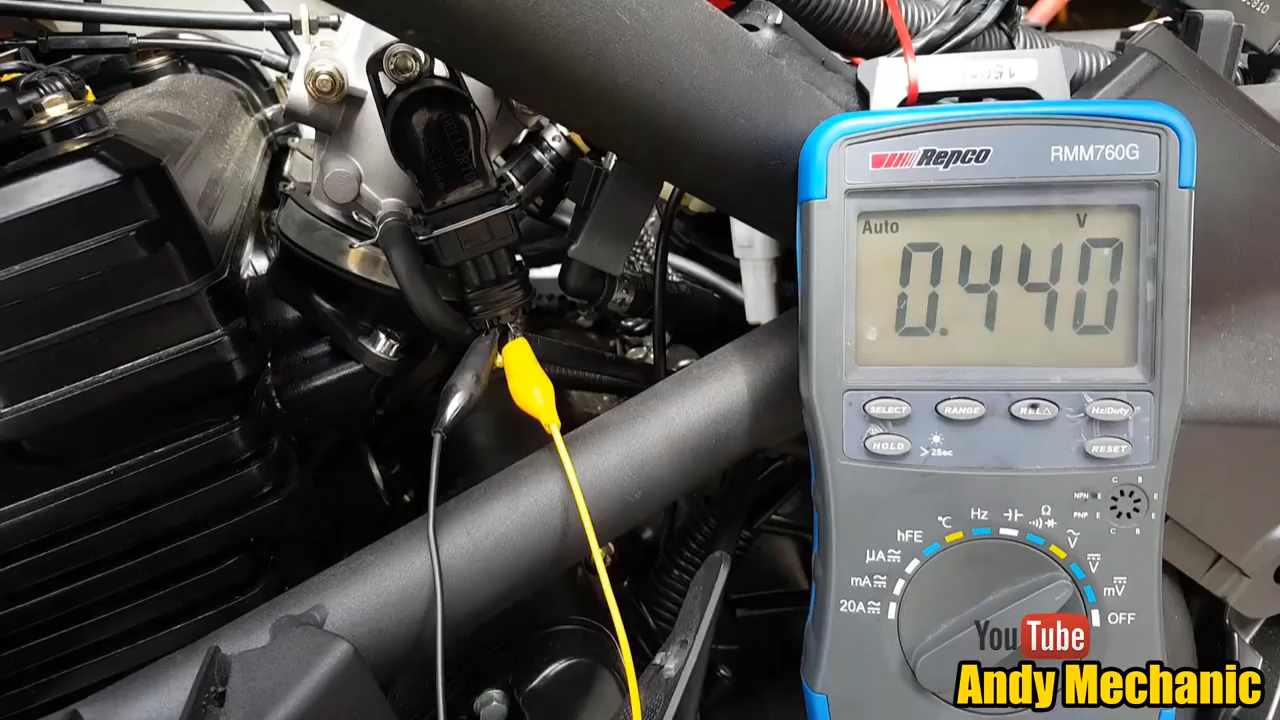 Repco
RMM760G
Auto
V
0.440
SELECT
RANGE
REL△
Hz/Duty
HOLD
>25ec
RESET
NPN E
PNP E
C B E
C B E
hFE
°C
Hz
Ω
Ṽ
µA
mA
20A
V
mV
OFF
YouTube
Andy Mechanic